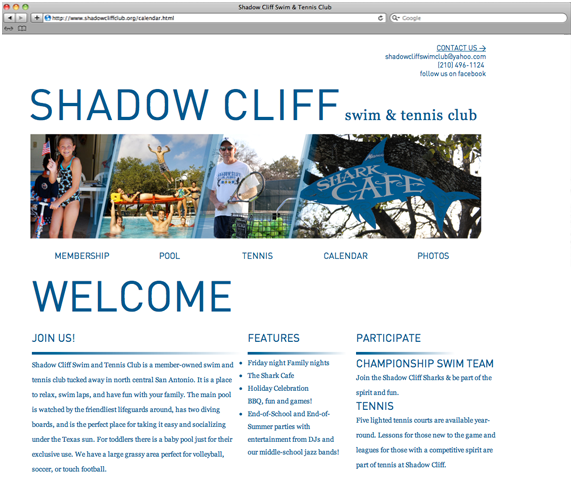 Shadow Cliff Swim & Tennis Club
http://www.shadowcliffclub.org/calendar.html
Google
CONTACT US →
shadowcliffswimclub@yahoo.com
(210) 496-1124
follow us on facebook
SHADOW CLIFF swim & tennis club
SHARK
CAFE
MEMBERSHIP POOL TENNIS CALENDAR PHOTOS
WELCOME
JOIN US!
Shadow Cliff Swim and Tennis Club is a member-owned swim and
tennis club tucked away in north central San Antonio. It is a place
to relax, swim laps, and have fun with your family. The main pool
is watched by the friendliest lifeguards around, has two diving
boards, and is the perfect place for taking it easy and socializing
under the Texas sun. For toddlers there is a baby pool just for their
exclusive use. We have a large grassy area perfect for volleyball,
soccer, or touch football.
FEATURES
• Friday night Family nights
• The Shark Cafe
• Holiday Celebration
BBQ, fun and games!
• End-of-School and End-of-
Summer parties with
entertainment from DJs and
our middle-school jazz bands!
PARTICIPATE
CHAMPIONSHIP SWIM TEAM
Join the Shadow Cliff Sharks & be part of the
spirit and fun.
TENNIS
Five lighted tennis courts are available year-
round. Lessons for those new to the game and
leagues for those with a competitive spirit are
part of tennis at Shadow Cliff.